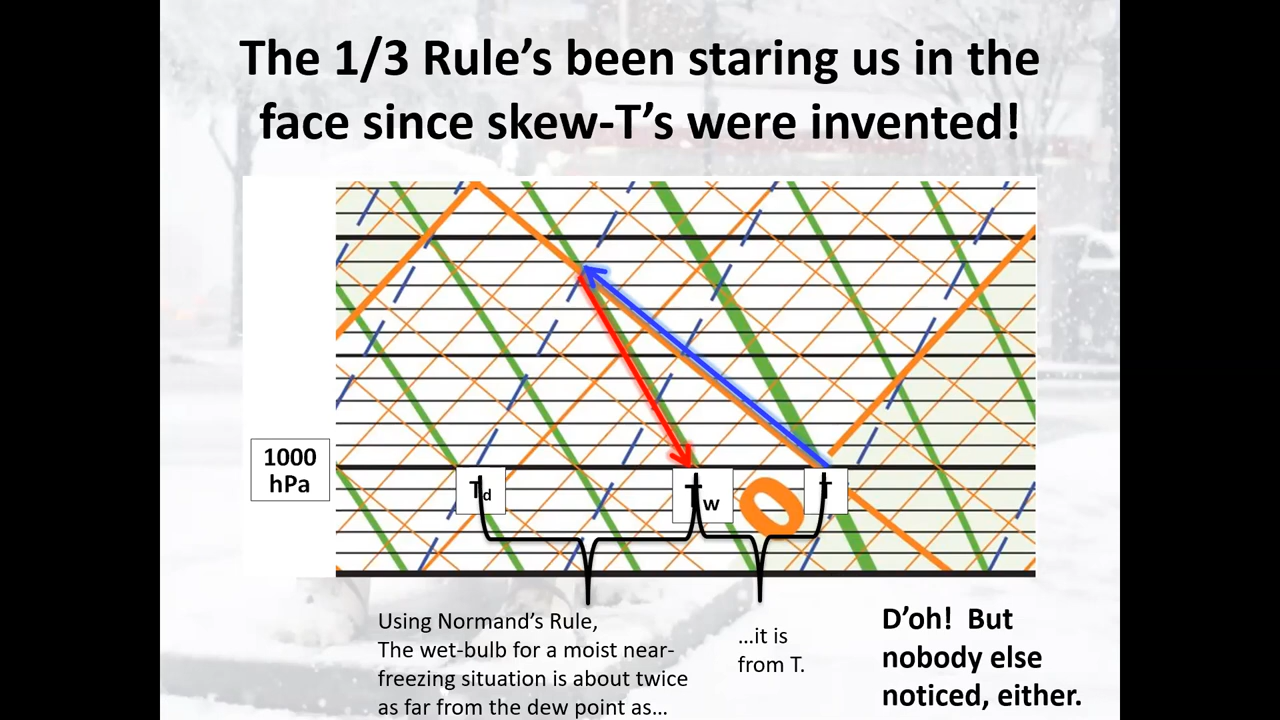 The 1/3 Rule’s been staring us in the
face since skew-T’s were invented!
1000
hPa
Td
Tw
0
T
Using Normand’s Rule,
The wet-bulb for a moist near-
freezing situation is about twice
as far from the dew point as…
…it is
from T.
D’oh!  But
nobody else
noticed, either.